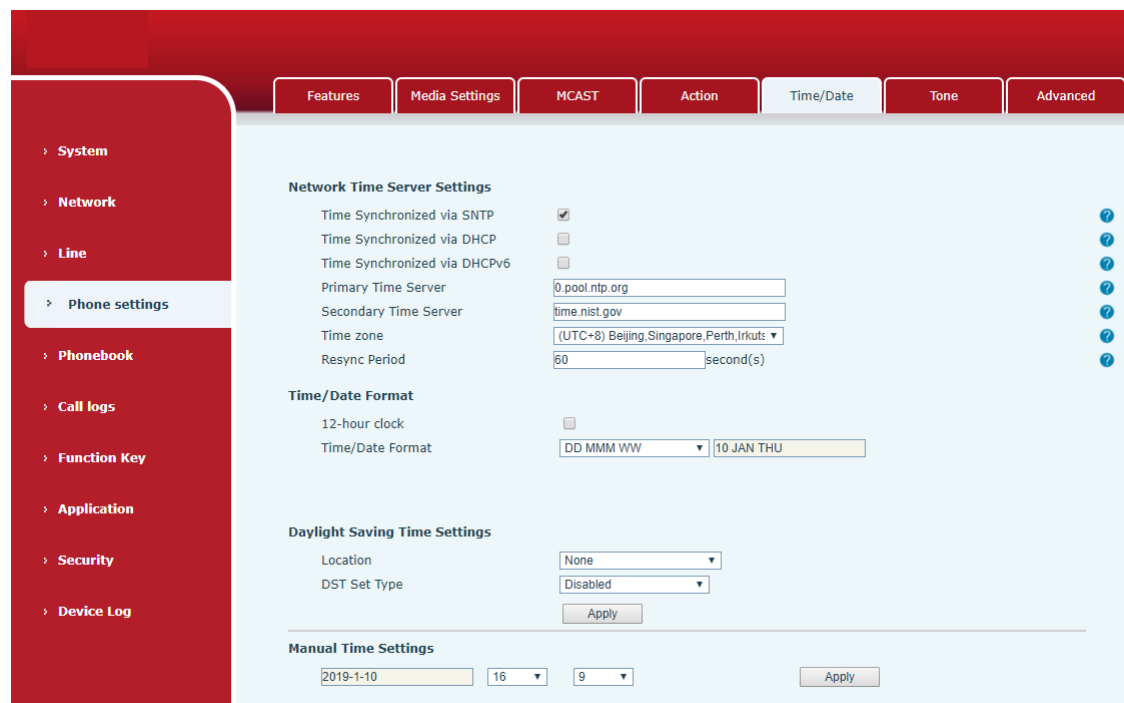 Features Media Settings MCAST Action Time/Date Tone Advanced
System
Network
Line
Phone settings
Phonebook
Call logs
Function Key
Application
Security
Device Log
Network Time Server Settings
Time Synchronized via SNTP
Time Synchronized via DHCP
Time Synchronized via DHCPv6
Primary Time Server 0.pool.ntp.org
Secondary Time Server time.nist.gov
Time zone (UTC+8) Beijing,Singapore,Perth,Irkuts
Resync Period 60 second(s)
Time/Date Format
12-hour clock
Time/Date Format DD MMM WW 10 JAN THU
Daylight Saving Time Settings
Location None
DST Set Type Disabled
Apply
Manual Time Settings
2019-1-10 16 9 Apply